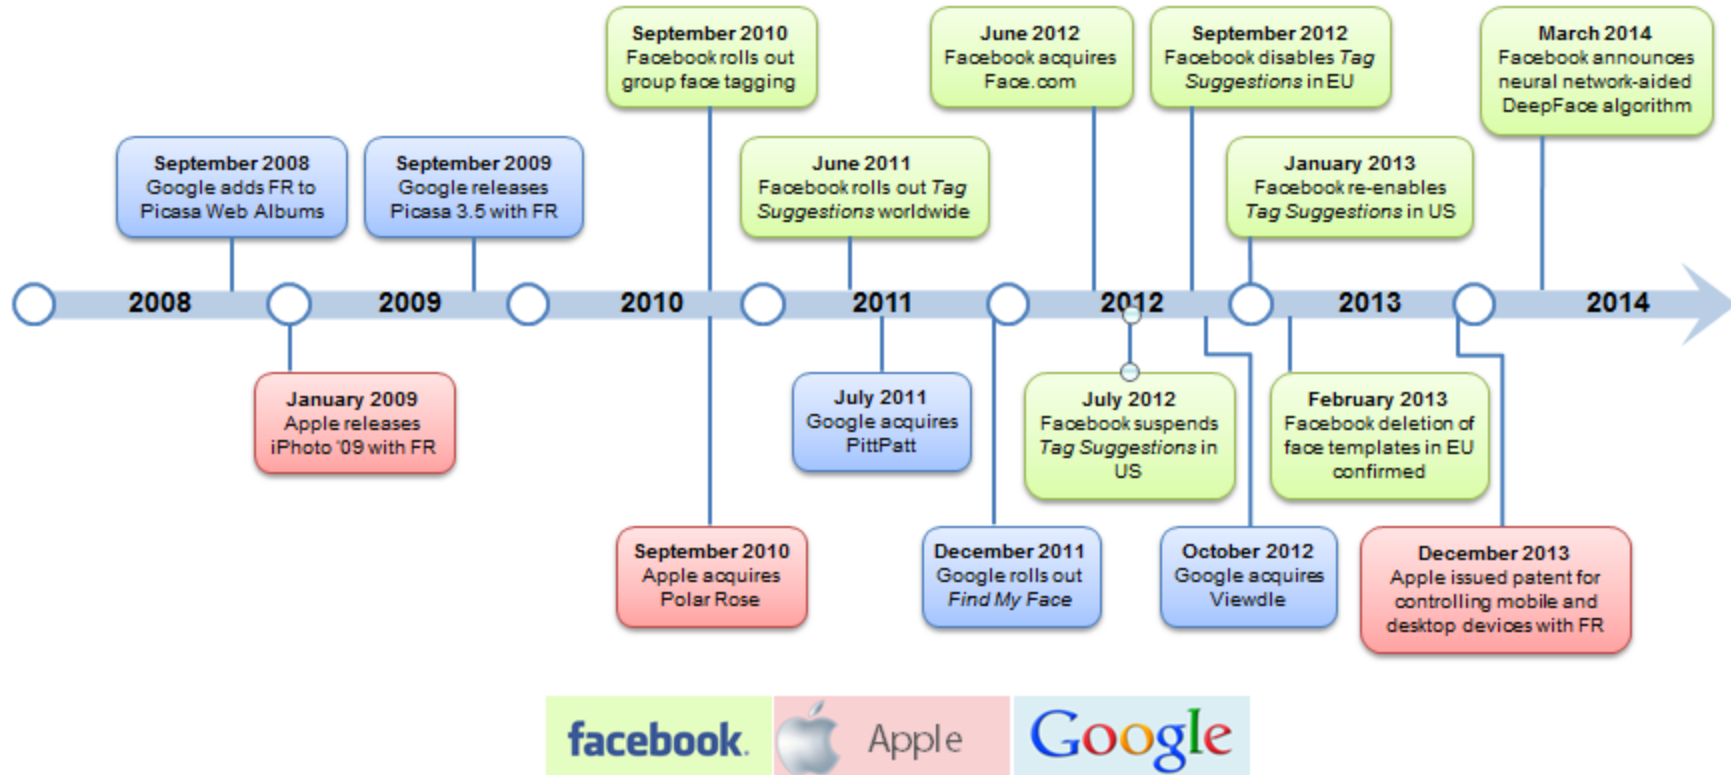 September 2010
Facebook rolls out
group face tagging
June 2012
Facebook acquires
Face.com
September 2012
Facebook disables Tag
Suggestions in EU
March 2014
Facebook announces
neural network-aided
DeepFace algorithm
September 2008
Google adds FR to
Picasa Web Albums
September 2009
Google releases
Picasa 3.5 with FR
June 2011
Facebook rolls out Tag
Suggestions worldwide
January 2013
Facebook re-enables
Tag Suggestions in US
2008
2009
2010
2011
2012
2013
2014
January 2009
Apple releases
iPhoto '09 with FR
July 2011
Google acquires
PittPatt
July 2012
Facebook suspends
Tag Suggestions in
US
February 2013
Facebook deletion of
face templates in EU
confirmed
September 2010
Apple acquires
Polar Rose
December 2011
Google rolls out
Find My Face
October 2012
Google acquires
Viewdle
December 2013
Apple issued patent for
controlling mobile and
desktop devices with FR
facebook.
Apple
Google